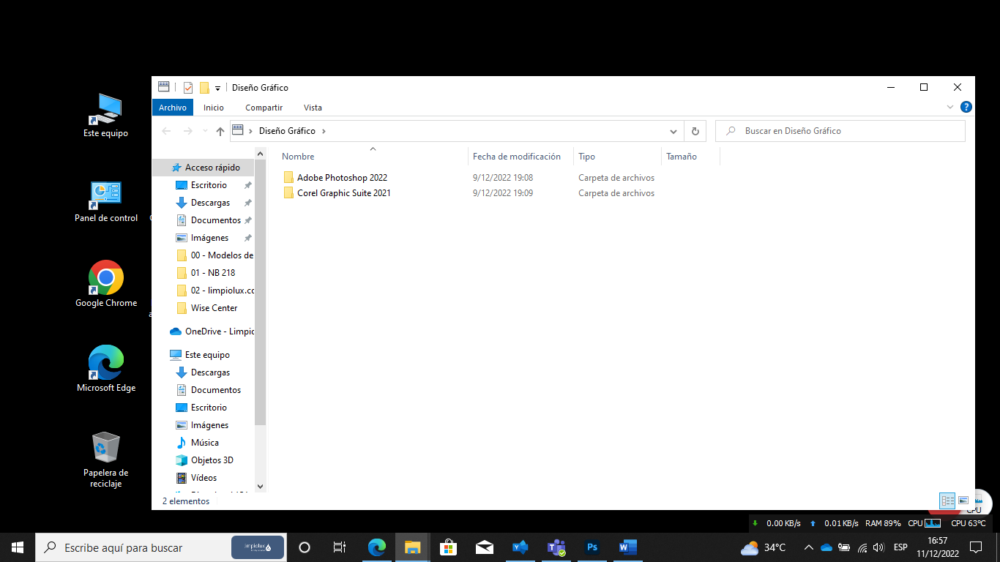 Este equipo
Panel de control
Google Chrome
Microsoft Edge
Papelera de
reciclaje
Diseño Gráfico
Archivo Inicio Compartir Vista
Diseño Gráfico
Buscar en Diseño Gráfico
Acceso rápido
Escritorio
Descargas
Documentos
Imágenes
00 - Modelos de
01 - NB 218
02 - limpiolux.cc
Wise Center
OneDrive - Limpic
Este equipo
Descargas
Documentos
Escritorio
Imágenes
Música
Objetos 3D
Vídeos
Nombre Fecha de modificación Tipo Tamaño
Adobe Photoshop 2022 9/12/2022 19:08 Carpeta de archivos
Corel Graphic Suite 2021 9/12/2022 19:09 Carpeta de archivos
2 elementos
CPU
0.00 KB/s 0.01 KB/s RAM 89% CPU CPU 63ºC
Escribe aquí para buscar
limpiolux
Ps
34°C
ESP
16:57
11/12/2022